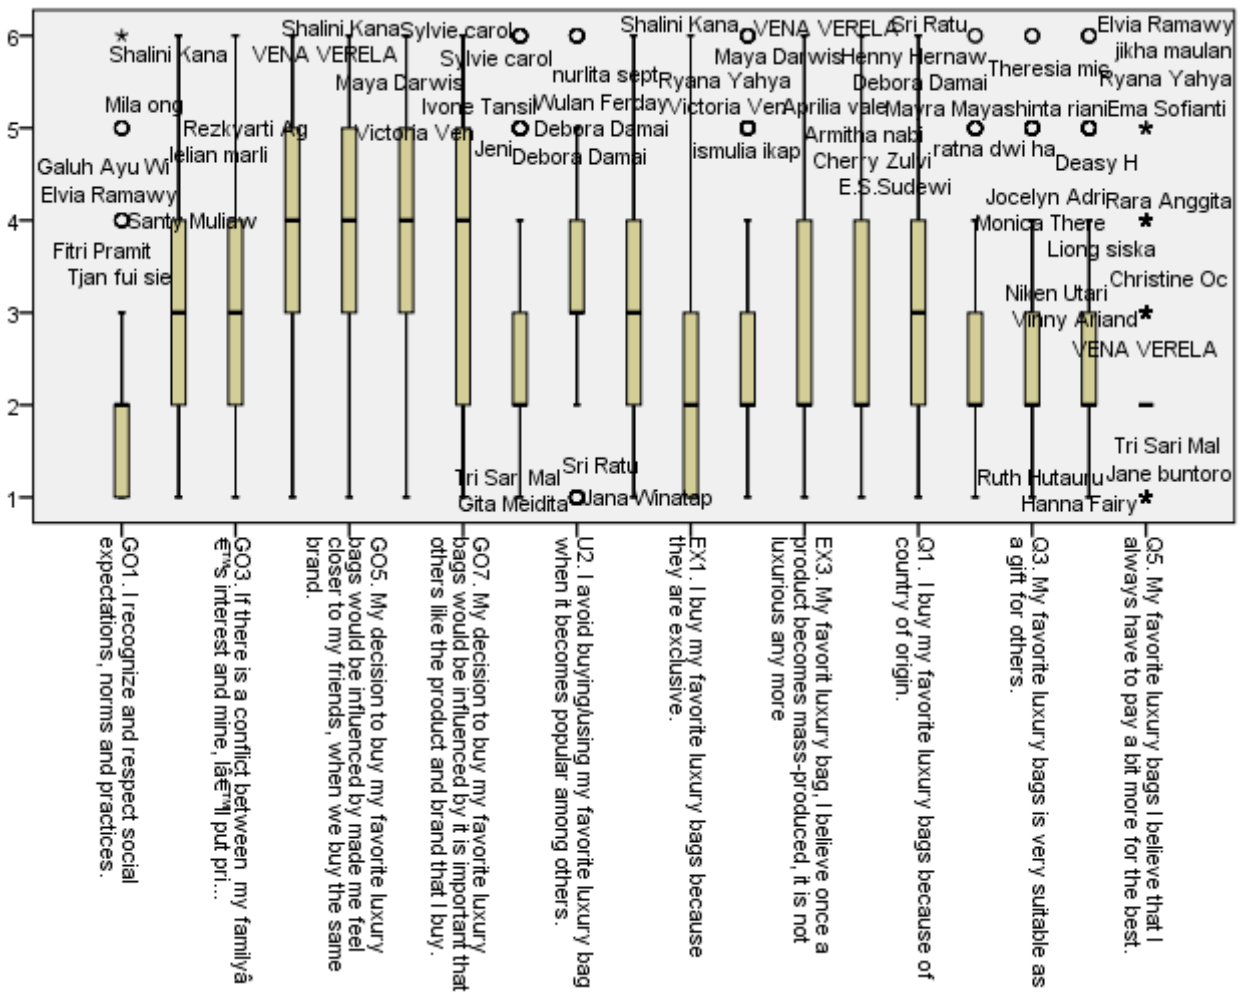 6
5
4
3
2
1
Shalini Kana
Sylvie carol
Shalini Kana
VENA VERELA
Sri Ratu
Elvia Ramawy
Shalini Kana
VENA VERELA
Sylvie carol
Maya Darwis
Henny Hernaw
jikha maulan
Maya Darwis
nurlita sept
Ryana Yahya
Debora Damai
Theresia mic
Ryana Yahya
Mila ong
Ivone Tansil
Wulan Ferday
Victoria Ven
Aprilia vale
Mayra Maya
shinta riani
Ema Sofianti
Rezkyarti Ag
Victoria Ven
Debora Damai
Armitha nabi
lelian marli
Jeni
Debora Damai
ismulia ikap
Cherry Zulvi
ratna dwi ha
Deasy H
Galuh Ayu Wi
E.S.Sudewi
Elvia Ramawy
Jocelyn Adri
Rara Anggita
Santy Muliaw
Monica There
Fitri Pramit
Liong siska
Tjan fui sie
Christine Oc
Niken Utari
Vinny Ariand
VENA VERELA
Tri Sari Mal
Sri Ratu
Tri Sari Mal
Ruth Hutauru
Jane buntoro
Gita Meidita
Jana Winatap
Hanna Fairy
GO1. I recognize and respect social
expectations, norms and practices.
GO3. If there is a conflict between my familyâ
€™s interest and mine, Iâ€™ll put pri...
GO5. My decision to buy my favorite luxury
bags would be influenced by made me feel
closer to my friends, when we buy the same
brand.
GO7. My decision to buy my favorite luxury
bags would be influenced by it is important that
others like the product and brand that I buy.
U2. I avoid buying/using my favorite luxury bag
when it becomes popular among others.
EX1. I buy my favorite luxury bags because
they are exclusive.
EX3. My favorit luxury bag, I believe once a
product becomes mass-produced, it is not
luxurious any more
Q1. I buy my favorite luxury bags because of
country of origin.
Q3. My favorite luxury bags is very suitable as
a gift for others.
Q5. My favorite luxury bags I believe that I
always have to pay a bit more for the best.